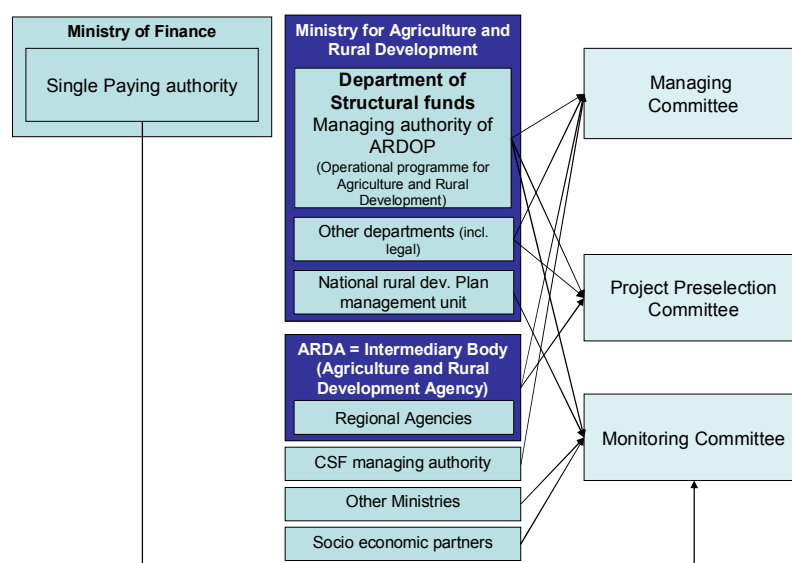 Ministry of Finance
Single Paying authority
Ministry for Agriculture and
Rural Development
Department of
Structural funds
Managing authority of
ARDOP
(Operational programme for
Agriculture and Rural
Development)
Other departments (incl.
legal)
National rural dev. Plan
management unit
ARDA = Intermediary Body
(Agriculture and Rural
Development Agency)
Regional Agencies
CSF managing authority
Other Ministries
Socio economic partners
Managing
Committee
Project Preselection
Committee
Monitoring Committee